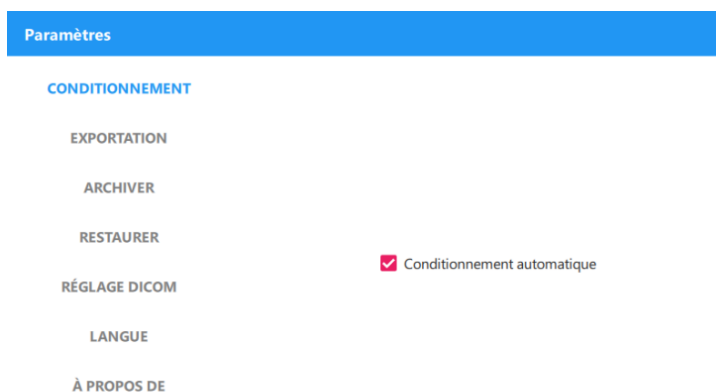 Paramètres
CONDITIONNEMENT
EXPORTATION
ARCHIVER
RESTAURER
Conditionnement automatique
RÉGLAGE DICOM
LANGUE
À PROPOS DE